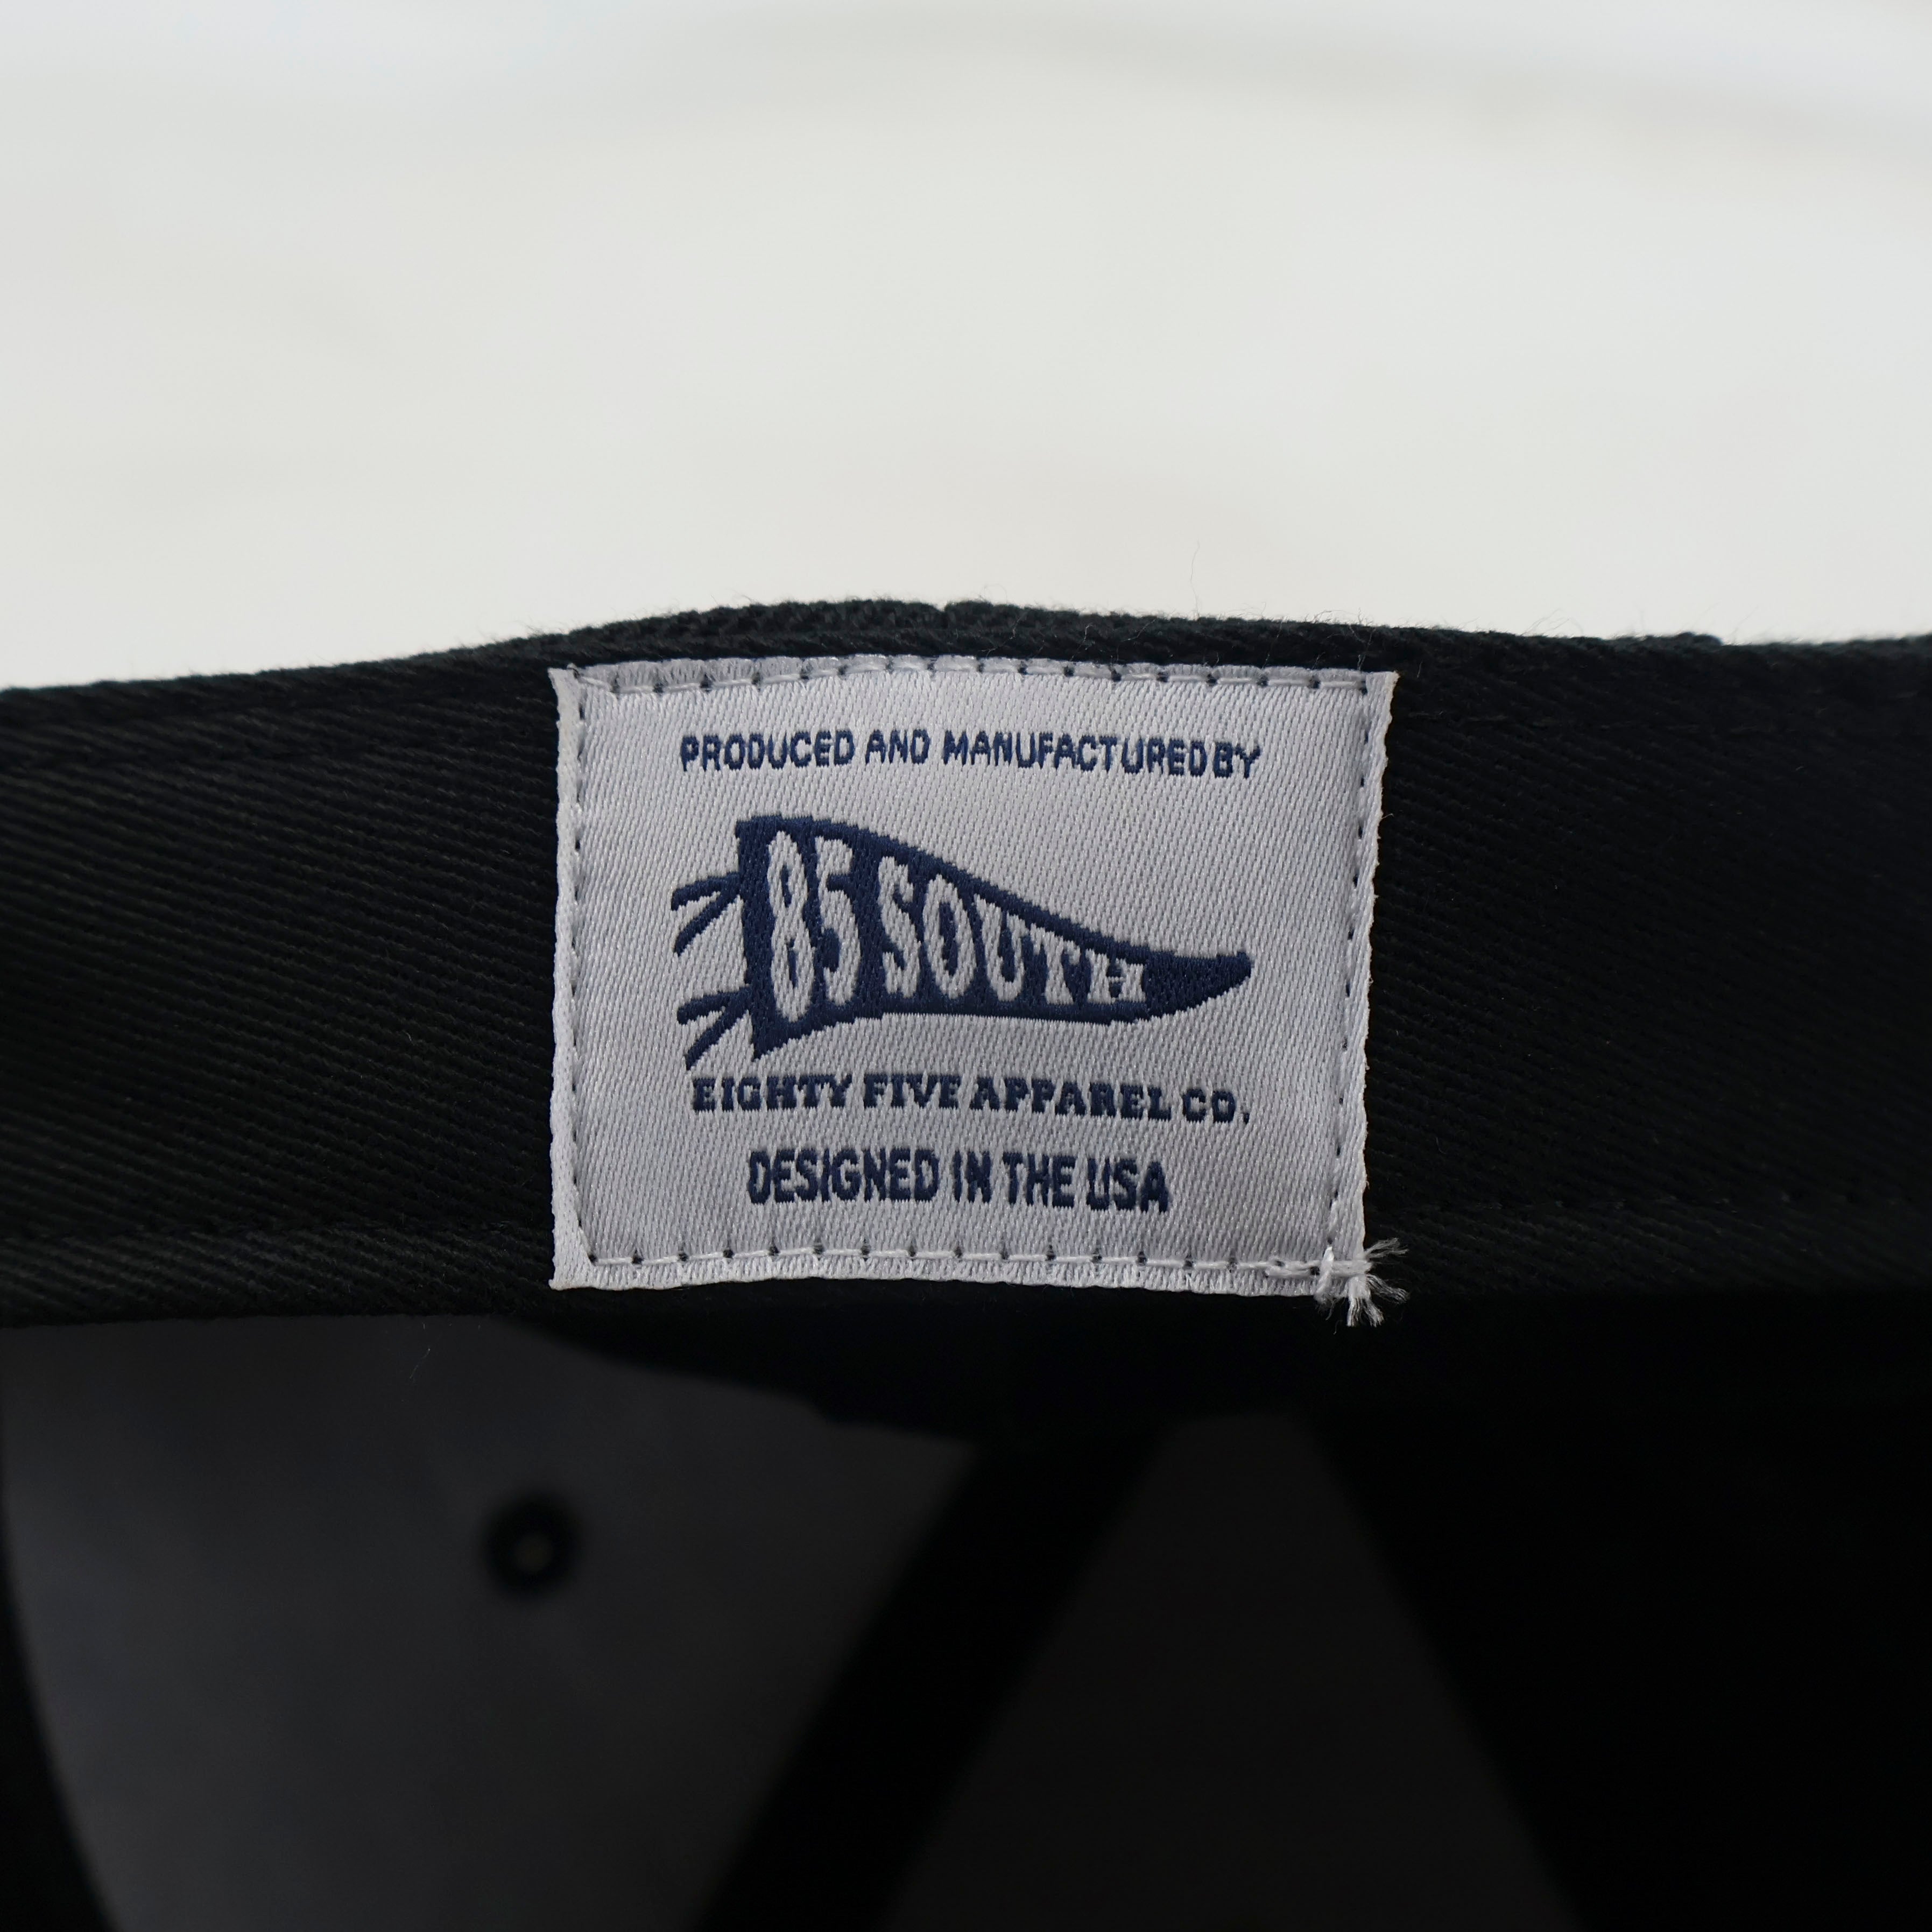 PRODUCED AND MANUFACTURED BY
85 SOUTH
EIGHTY FIVE APPAREL CO.
DESIGNED IN THE USA